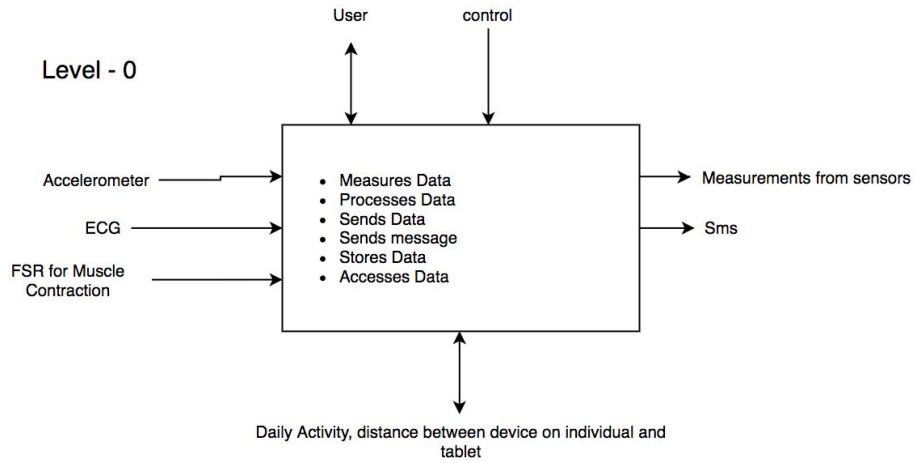 User
control
Level - 0
Accelerometer
ECG
FSR for Muscle
Contraction
• Measures Data
• Processes Data
• Sends Data
• Sends message
• Stores Data
• Accesses Data
Measurements from sensors
Sms
Daily Activity, distance between device on individual and
tablet